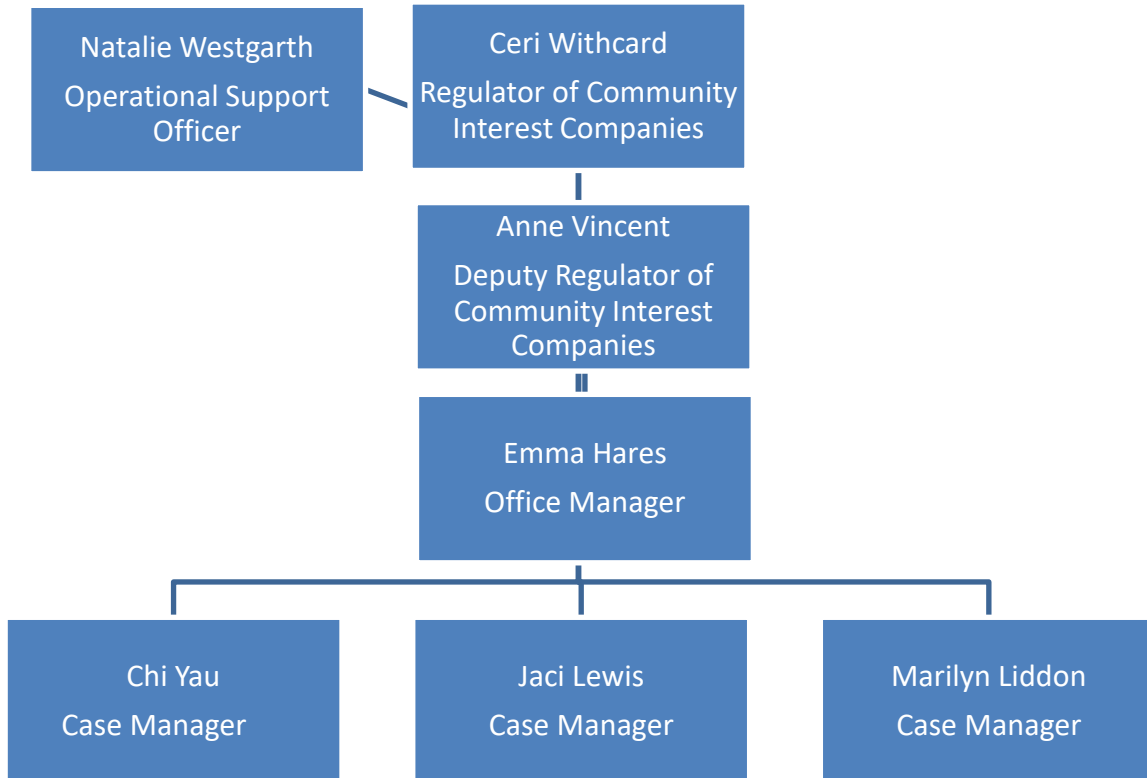 Natalie Westgarth
Operational Support
Officer
Ceri Withcard
Regulator of Community
Interest Companies
Anne Vincent
Deputy Regulator of
Community Interest
Companies
Emma Hares
Office Manager
Chi Yau
Case Manager
Jaci Lewis
Case Manager
Marilyn Liddon
Case Manager